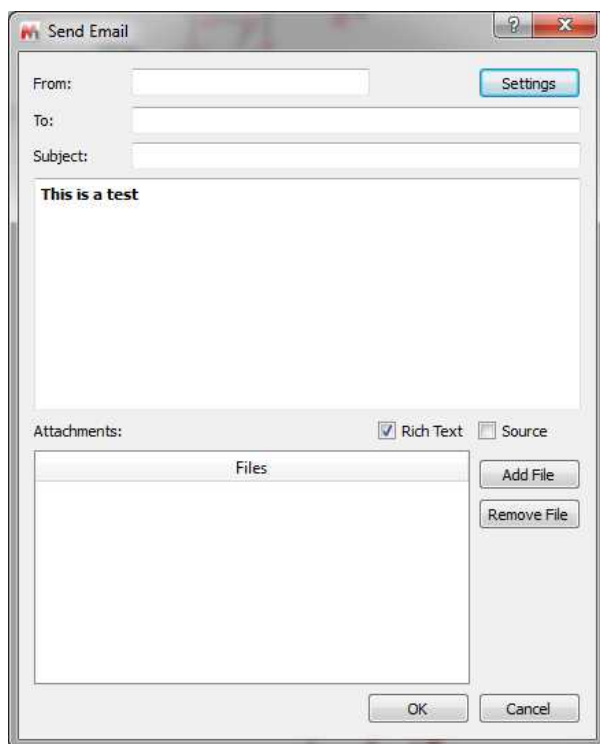 Send Email
From:
Settings
To:
Subject:
This is a test
Attachments: Rich Text Source
Files
Add File
Remove File
OK Cancel